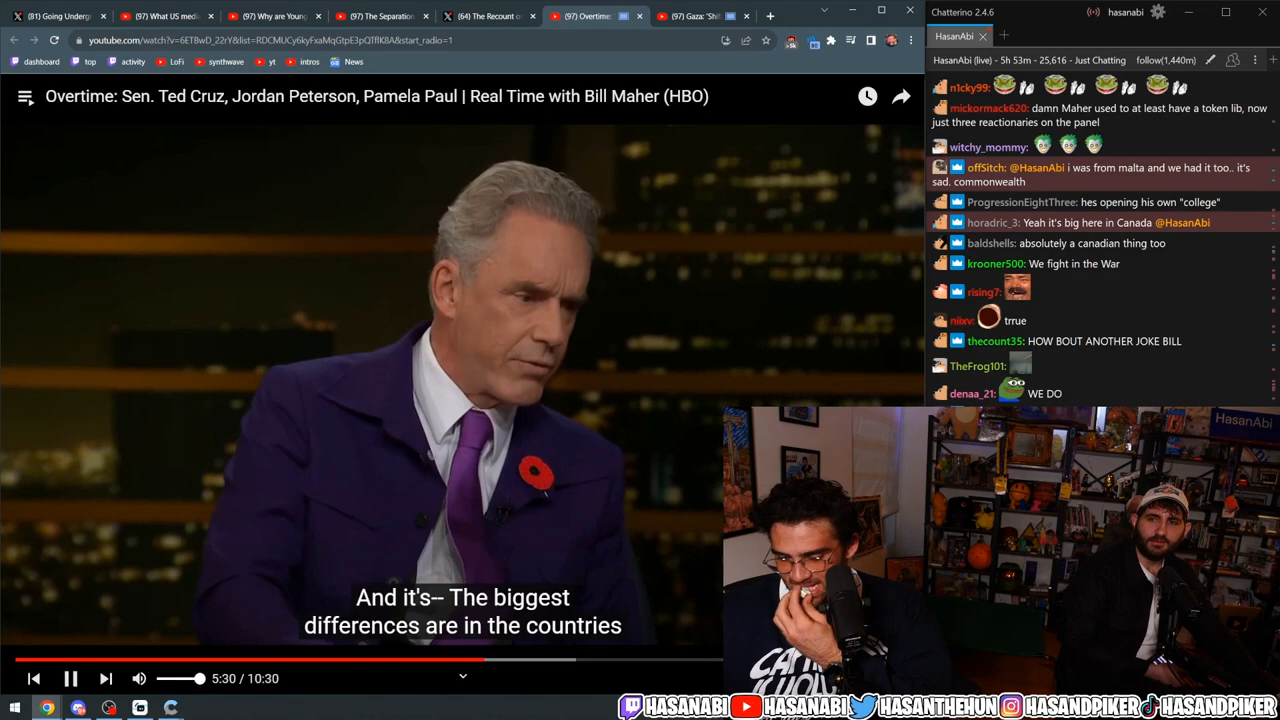 (81) Going Undergr
(97) What US medi
(97) Why are Young
(97) The Separation
(64) The Recount o
(97) Overtime:
(97) Gaza: 'Shif
youtube.com/watch?v=6ETBwD_22rY&list=RDCMUCy6kyFxaMqGtpE3pQTflK8A&start_radio=1
dashboard
top
activity
LoFi
synthwave
yt
intros
News
Overtime: Sen. Ted Cruz, Jordan Peterson, Pamela Paul | Real Time with Bill Maher (HBO)
And it's-- The biggest
differences are in the countries
5:30 / 10:30
Chatterino 2.4.6
hasanabi
HasanAbi
HasanAbi (live) - 5h 53m - 25,616 - Just Chatting
follow(1,440m)
n1cky99:
mickormack620: damn Maher used to at least have a token lib, now
just three reactionaries on the panel
witchy_mommy:
offSitch: @HasanAbi i was from malta and we had it too.. it's
sad. commonwealth
ProgressionEightThree: hes opening his own "college"
horadric_3: Yeah it's big here in Canada @HasanAbi
baldshells: absolutely a canadian thing too
krooner500: We fight in the War
rising7:
niixv: trrue
thecount35: HOW BOUT ANOTHER JOKE BILL
TheFrog101:
denaa_21: WE DO
HasanAbi
HASANABI
HASANABI
HASANTHEHUN
HASANDPIKER
HASANDPIKER